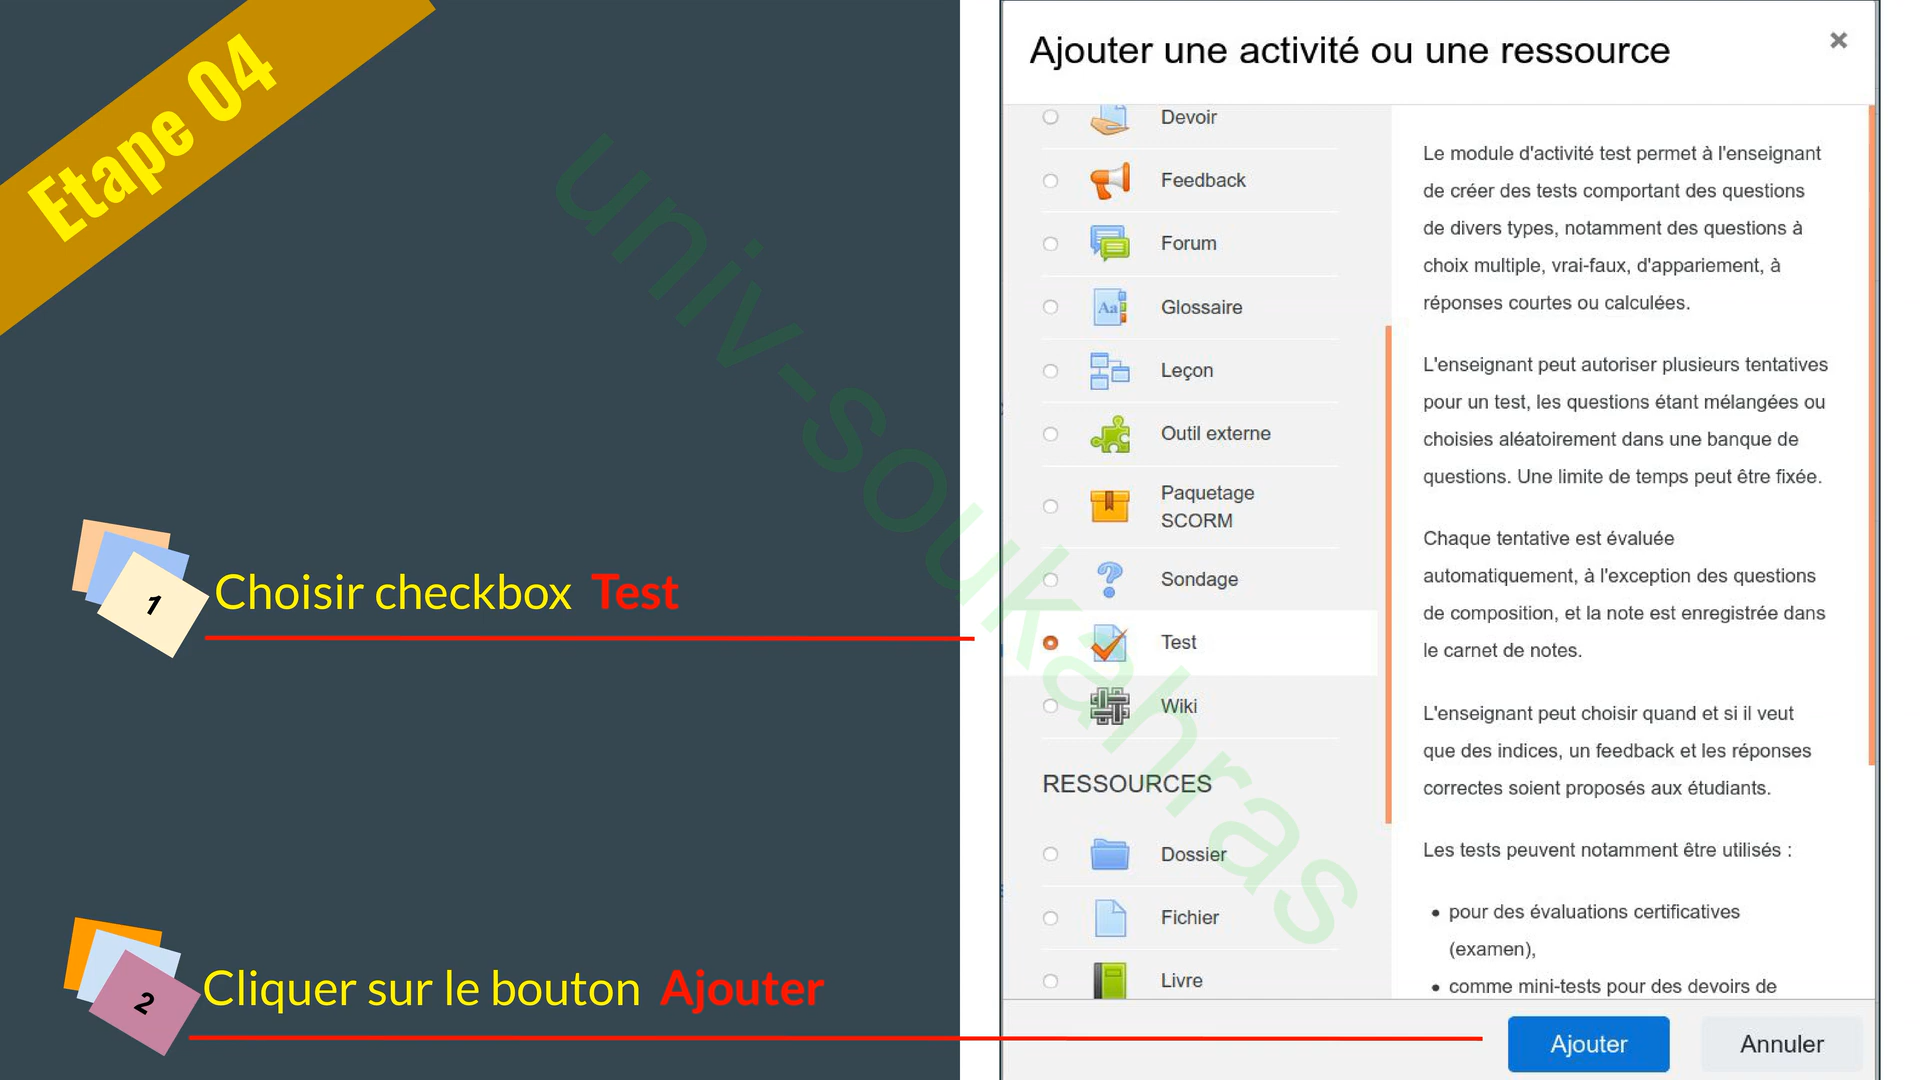 Etape 04
1
Choisir checkbox Test
2
Cliquer sur le bouton Ajouter
univ-soukahras
Ajouter une activité ou une ressource
×
Devoir
Feedback
Forum
Aa
Glossaire
Leçon
Outil externe
Paquetage
SCORM
Sondage
Test
Wiki
RESSOURCES
Dossier
Fichier
Livre
Le module d'activité test permet à l'enseignant
de créer des tests comportant des questions
de divers types, notamment des questions à
choix multiple, vrai-faux, d'appariement, à
réponses courtes ou calculées.
L'enseignant peut autoriser plusieurs tentatives
pour un test, les questions étant mélangées ou
choisies aléatoirement dans une banque de
questions. Une limite de temps peut être fixée.
Chaque tentative est évaluée
automatiquement, à l'exception des questions
de composition, et la note est enregistrée dans
le carnet de notes.
L'enseignant peut choisir quand et si il veut
que des indices, un feedback et les réponses
correctes soient proposés aux étudiants.
Les tests peuvent notamment être utilisés :
• pour des évaluations certificatives
(examen),
• comme mini-tests pour des devoirs de
Ajouter
Annuler